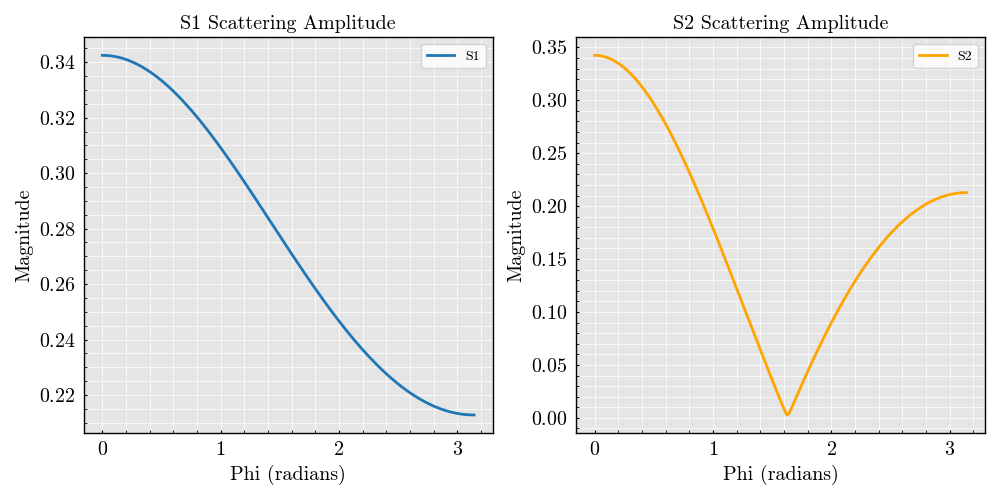 S1 Scattering Amplitude
S1
0.34
0.32
0.30
0.28
0.26
0.24
0.22
Magnitude
0
1
2
3
Phi (radians)
S2 Scattering Amplitude
S2
0.35
0.30
0.25
0.20
0.15
0.10
0.05
0.00
Magnitude
0
1
2
3
Phi (radians)